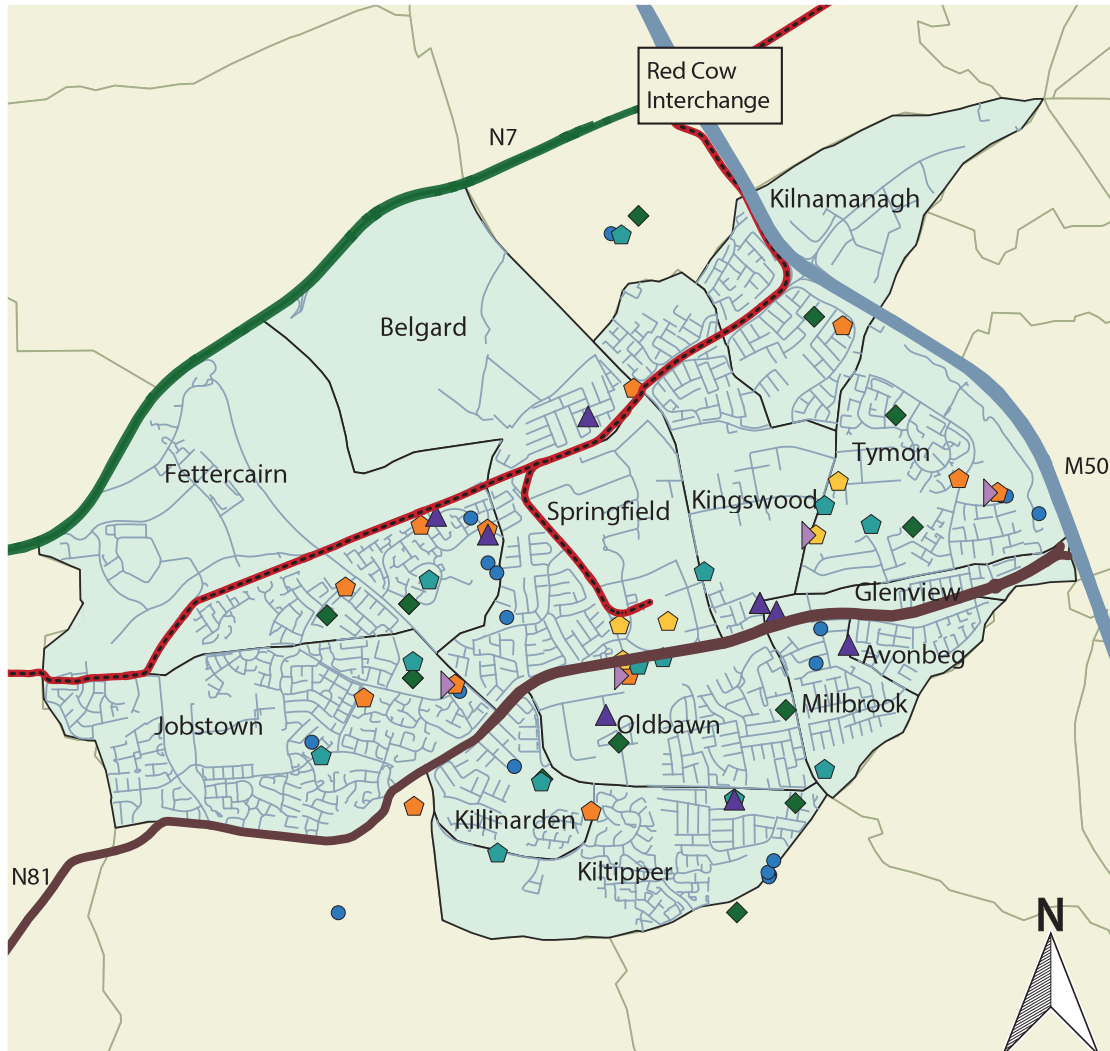 Red Cow
Interchange
N7
Kilnamanagh
Belgard
Tymon
M50
Fettercairn
Kingswood
Springfield
Glenview
Avonbeg
Millbrook
Jobstown
Oldbawn
Killinarden
Kiltipper
N81
N